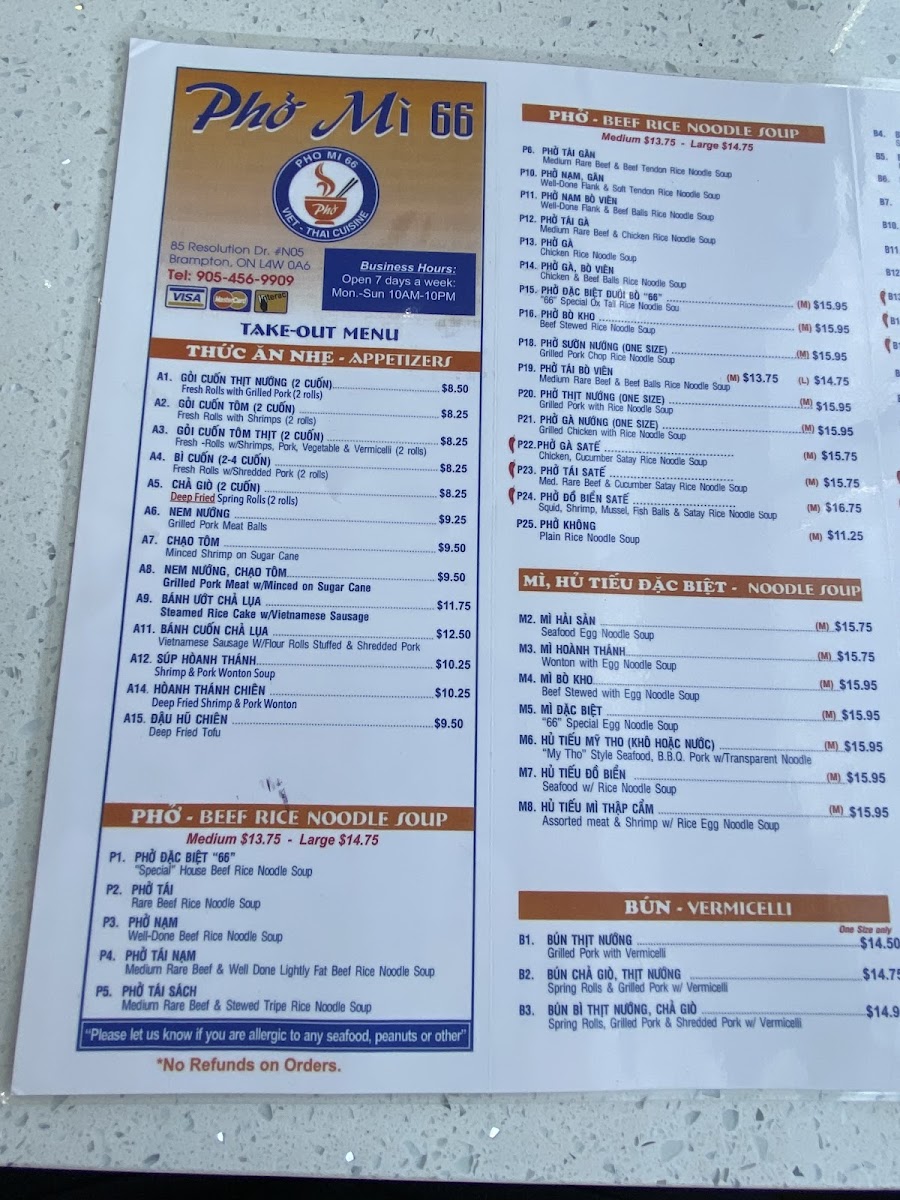 Phở Mì 66
PHO MI 66
Phở
VIET - THAI CUISINE
85 Resolution Dr. #N05
Brampton, ON L4W 0A6
Tel: 905-456-9909
VISA MasterCard Interac
Business Hours:
Open 7 days a week:
Mon.-Sun 10AM-10PM
TAKE-OUT MENU
THỨC ĂN NHẸ - APPETIZERS
A1. GỎI CUỐN THỊT NƯỚNG (2 CUỐN) $8.50
Fresh Rolls with Grilled Pork (2 rolls)
A2. GỎI CUỐN TÔM (2 CUỐN) $8.25
Fresh Rolls with Shrimps (2 rolls)
A3. GỎI CUỐN TÔM THỊT (2 CUỐN) $8.25
Fresh -Rolls w/Shrimps, Pork, Vegetable & Vermicelli (2 rolls)
A4. BÌ CUỐN (2-4 CUỐN) $8.25
Fresh Rolls w/Shredded Pork (2 rolls)
A5. CHẢ GIÒ (2 CUỐN) $8.25
Deep Fried Spring Rolls (2 rolls)
A6. NEM NƯỚNG $9.25
Grilled Pork Meat Balls
A7. CHẠO TÔM $9.50
Minced Shrimp on Sugar Cane
A8. NEM NƯỚNG, CHẠO TÔM $9.50
Grilled Pork Meat w/Minced on Sugar Cane
A9. BÁNH ƯỚT CHẢ LỤA $11.75
Steamed Rice Cake w/Vietnamese Sausage
A11. BÁNH CUỐN CHẢ LỤA $12.50
Vietnamese Sausage W/Flour Rolls Stuffed & Shredded Pork
A12. SÚP HÒANH THÁNH $10.25
Shrimp & Pork Wonton Soup
A14. HÒANH THÁNH CHIÊN $10.25
Deep Fried Shrimp & Pork Wonton
A15. ĐẬU HŨ CHIÊN $9.50
Deep Fried Tofu
PHỞ - BEEF RICE NOODLE SOUP
Medium $13.75 - Large $14.75
P1. PHỞ ĐẶC BIỆT "66"
"Special" House Beef Rice Noodle Soup
P2. PHỞ TÁI
Rare Beef Rice Noodle Soup
P3. PHỞ NẠM
Well-Done Beef Rice Noodle Soup
P4. PHỞ TÁI NẠM
Medium Rare Beef & Well Done Lightly Fat Beef Rice Noodle Soup
P5. PHỞ TÁI SÁCH
Medium Rare Beef & Stewed Tripe Rice Noodle Soup
"Please let us know if you are allergic to any seafood, peanuts or other"
*No Refunds on Orders.
PHỞ - BEEF RICE NOODLE SOUP
Medium $13.75 - Large $14.75
P6. PHỞ TÁI GÂN
Medium Rare Beef & Beef Tendon Rice Noodle Soup
P10. PHỞ NẠM, GÂN
Well-Done Flank & Soft Tendon Rice Noodle Soup
P11. PHỞ NẠM BÒ VIÊN
Well-Done Flank & Beef Balls Rice Noodle Soup
P12. PHỞ TÁI GÀ
Medium Rare Beef & Chicken Rice Noodle Soup
P13. PHỞ GÀ
Chicken Rice Noodle Soup
P14. PHỞ GÀ, BÒ VIÊN
Chicken & Beef Balls Rice Noodle Soup
P15. PHỞ ĐẶC BIỆT ĐUÔI BÒ "66" (M) $15.95
"66" Special Ox Tail Rice Noodle Sou
P16. PHỞ BÒ KHO (M) $15.95
Beef Stewed Rice Noodle Soup
P18. PHỞ SƯỜN NƯỚNG (ONE SIZE) (M) $15.95
Grilled Pork Chop Rice Noodle Soup
P19. PHỞ TÁI BÒ VIÊN (M) $13.75 (L) $14.75
Medium Rare Beef & Beef Balls Rice Noodle Soup
P20. PHỞ THỊT NƯỚNG (ONE SIZE) (M) $15.95
Grilled Pork with Rice Noodle Soup
P21. PHỞ GÀ NƯỚNG (ONE SIZE) (M) $15.95
Grilled Chicken with Rice Noodle Soup
P22.PHỞ GÀ SATẾ (M) $15.75
Chicken, Cucumber Satay Rice Noodle Soup
P23. PHỞ TÁI SATẾ (M) $15.75
Med. Rare Beef & Cucumber Satay Rice Noodle Soup
P24. PHỞ ĐỒ BIỂN SATẾ (M) $16.75
Squid, Shrimp, Mussel, Fish Balls & Satay Rice Noodle Soup
P25. PHỞ KHÔNG (M) $11.25
Plain Rice Noodle Soup
MÌ, HỦ TIẾU ĐẶC BIỆT - NOODLE SOUP
M2. MÌ HẢI SẢN (M) $15.75
Seafood Egg Noodle Soup
M3. MÌ HOÀNH THÁNH (M) $15.75
Wonton with Egg Noodle Soup
M4. MÌ BÒ KHO (M) $15.95
Beef Stewed with Egg Noodle Soup
M5. MÌ ĐẶC BIỆT (M) $15.95
"66" Special Egg Noodle Soup
M6. HỦ TIẾU MỸ THO (KHÔ HOẶC NƯỚC) (M) $15.95
"My Tho" Style Seafood, B.B.Q. Pork w/Transparent Noodle
M7. HỦ TIẾU ĐỒ BIỂN (M) $15.95
Seafood w/ Rice Noodle Soup
M8. HỦ TIẾU MÌ THẬP CẨM (M) $15.95
Assorted meat & Shrimp w/ Rice Egg Noodle Soup
BÚN - VERMICELLI
One Size only
B1. BÚN THỊT NƯỚNG $14.50
Grilled Pork with Vermicelli
B2. BÚN CHẢ GIÒ, THỊT NƯỚNG $14.75
Spring Rolls & Grilled Pork w/ Vermicelli
B3. BÚN BÌ THỊT NƯỚNG, CHẢ GIÒ $14.9
Spring Rolls, Grilled Pork & Shredded Pork w/ Vermicelli
B4.
B5.
B6.
B7.
B10.
B11
B12